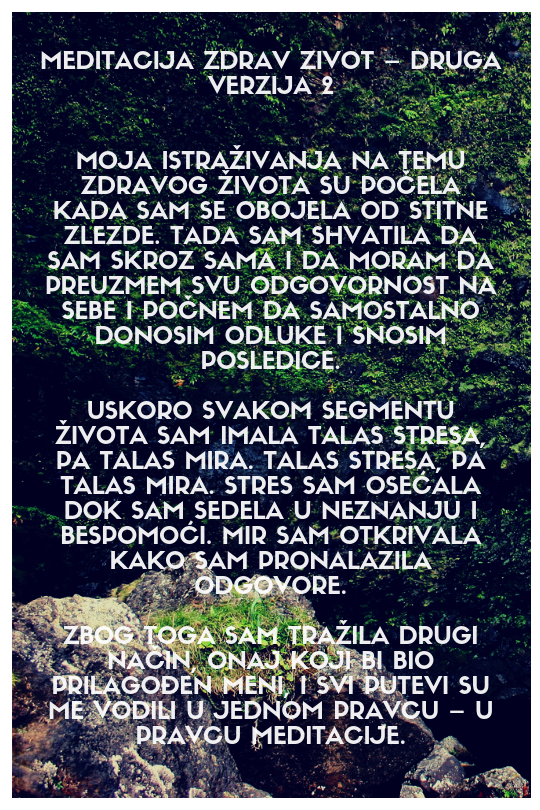 MEDITACIJA ZDRAV ZIVOT – DRUGA
VERZIJA 2
MOJA ISTRAŽIVANJA NA TEMU
ZDRAVOG ŽIVOTA SU POČELA
KADA SAM SE OBOJELA OD STITNE
ZLEZDE. TADA SAM SHVATILA DA
SAM SKROZ SAMA I DA MORAM DA
PREUZMEM SVU ODGOVORNOST NA
SEBE I POČNEM DA SAMOSTALNO
DONOSIM ODLUKE I SNOSIM
POSLEDICE.
USKORO SVAKOM SEGMENTU
ŽIVOTA SAM IMALA TALAS STRESA,
PA TALAS MIRA. TALAS STRESA, PA
TALAS MIRA. STRES SAM OSEĆALA
DOK SAM SEDELA U NEZNANJU I
BESPOMOĆI. MIR SAM OTKRIVALA
KAKO SAM PRONALAZILA
ODGOVORE.
ZBOG TOGA SAM TRAŽILA DRUGI
NAČIN, ONAJ KOJI BI BIO
PRILAGOĐEN MENI, I SVI PUTEVI SU
ME VODILI U JEDNOM PRAVCU – U
PRAVCU MEDITACIJE.